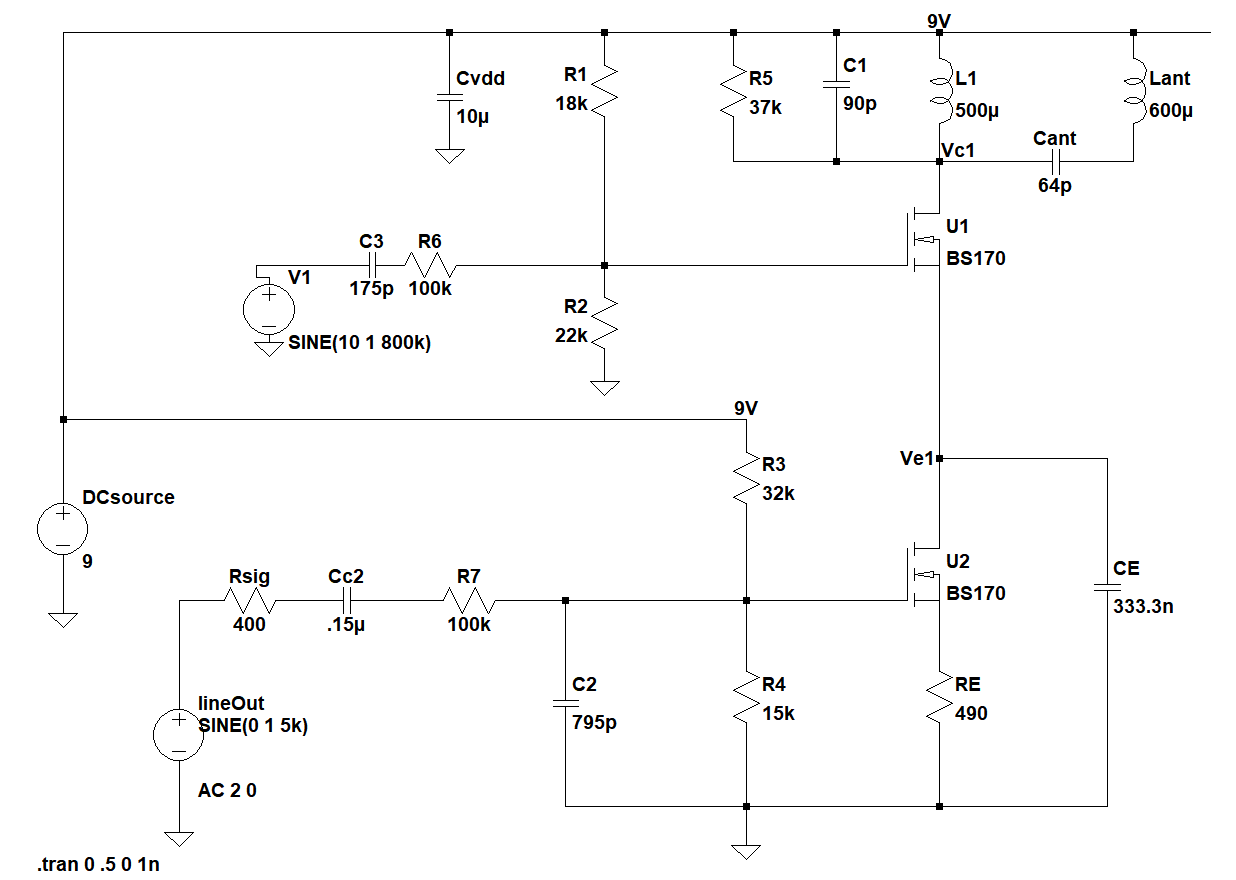 9V
Cvdd
10µ
R1
18k
R5
37k
C1
90p
L1
500µ
Lant
600µ
Vc1
Cant
64p
U1
BS170
C3
175p
R6
100k
V1
SINE(10 1 800k)
R2
22k
9V
R3
32k
Ve1
DCsource
9
Rsig
400
Cc2
.15µ
R7
100k
U2
BS170
CE
333.3n
C2
795p
R4
15k
RE
490
lineOut
SINE(0 1 5k)
AC 2 0
.tran 0 .5 0 1n